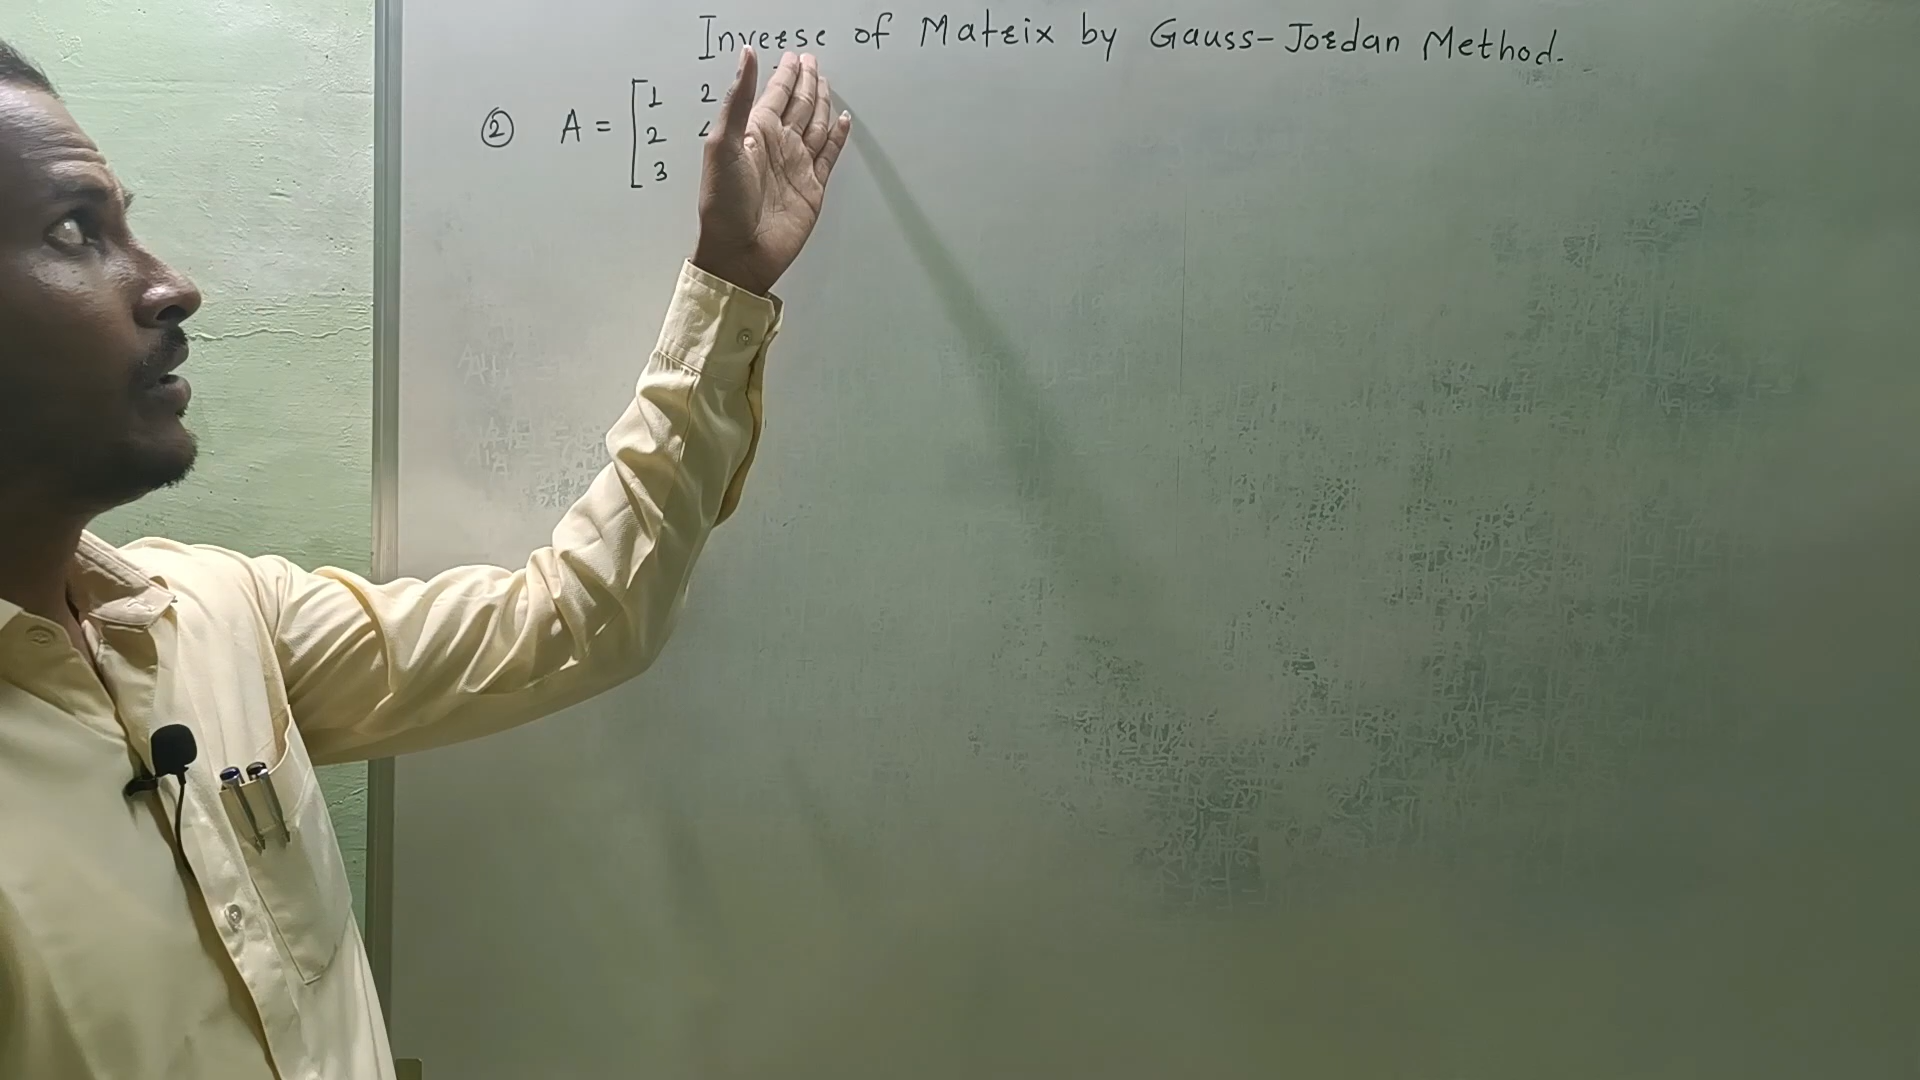 Inverse of Matrix by Gauss-Jordan Method.
② A = [ 1 2
2
3